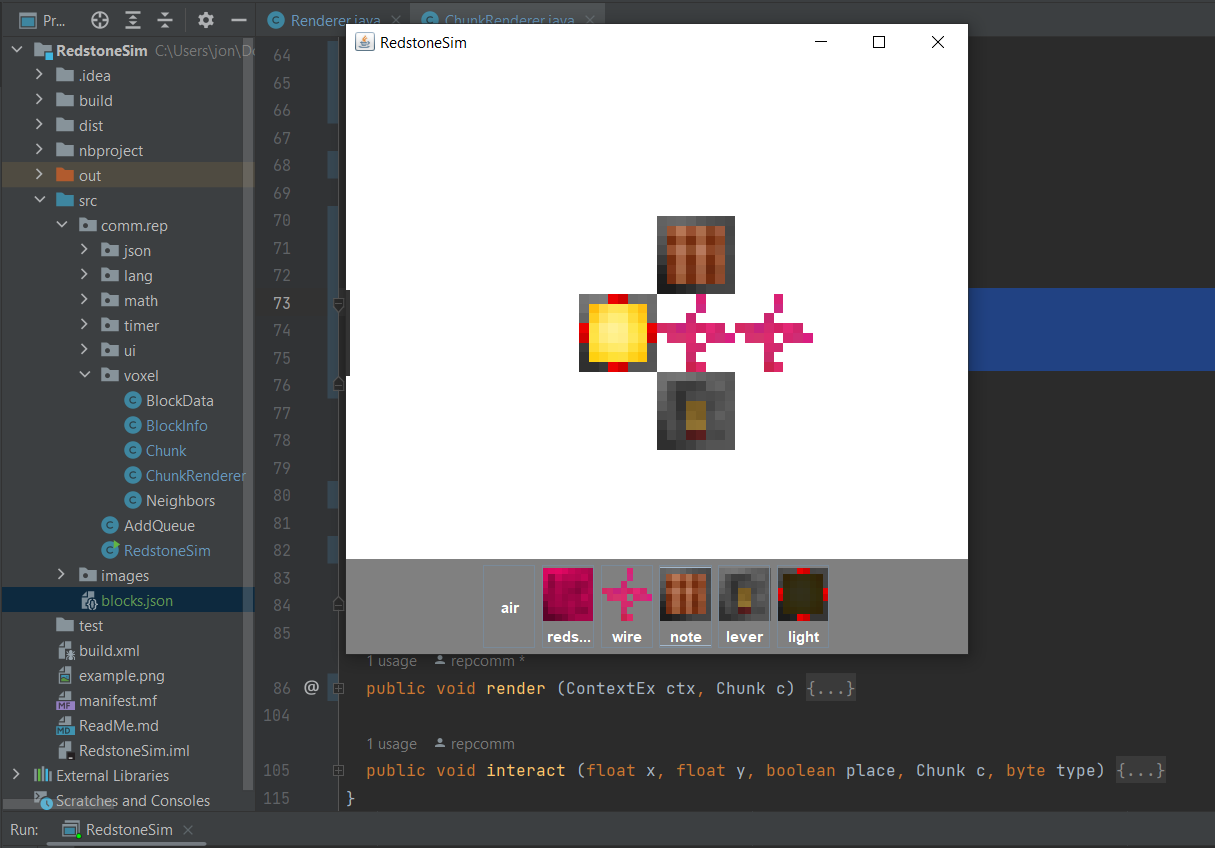 Pr...
Renderer.java
ChunkRenderer.java
RedstoneSim C:\Users\jon\Do
.idea
build
dist
nbproject
out
src
comm.rep
json
lang
math
timer
ui
voxel
BlockData
BlockInfo
Chunk
ChunkRenderer
Neighbors
AddQueue
RedstoneSim
images
blocks.json
test
build.xml
example.png
manifest.mf
ReadMe.md
RedstoneSim.iml
External Libraries
Scratches and Consoles
64
65
66
67
68
69
70
71
72
73
74
75
76
77
78
79
80
81
82
83
84
85
RedstoneSim
air
reds...
wire
note
lever
light
1 usage repcomm *
86 @ public void render (ContextEx ctx, Chunk c) {...}
104
1 usage repcomm
105 public void interact (float x, float y, boolean place, Chunk c, byte type) {...}
115 }
Run: RedstoneSim